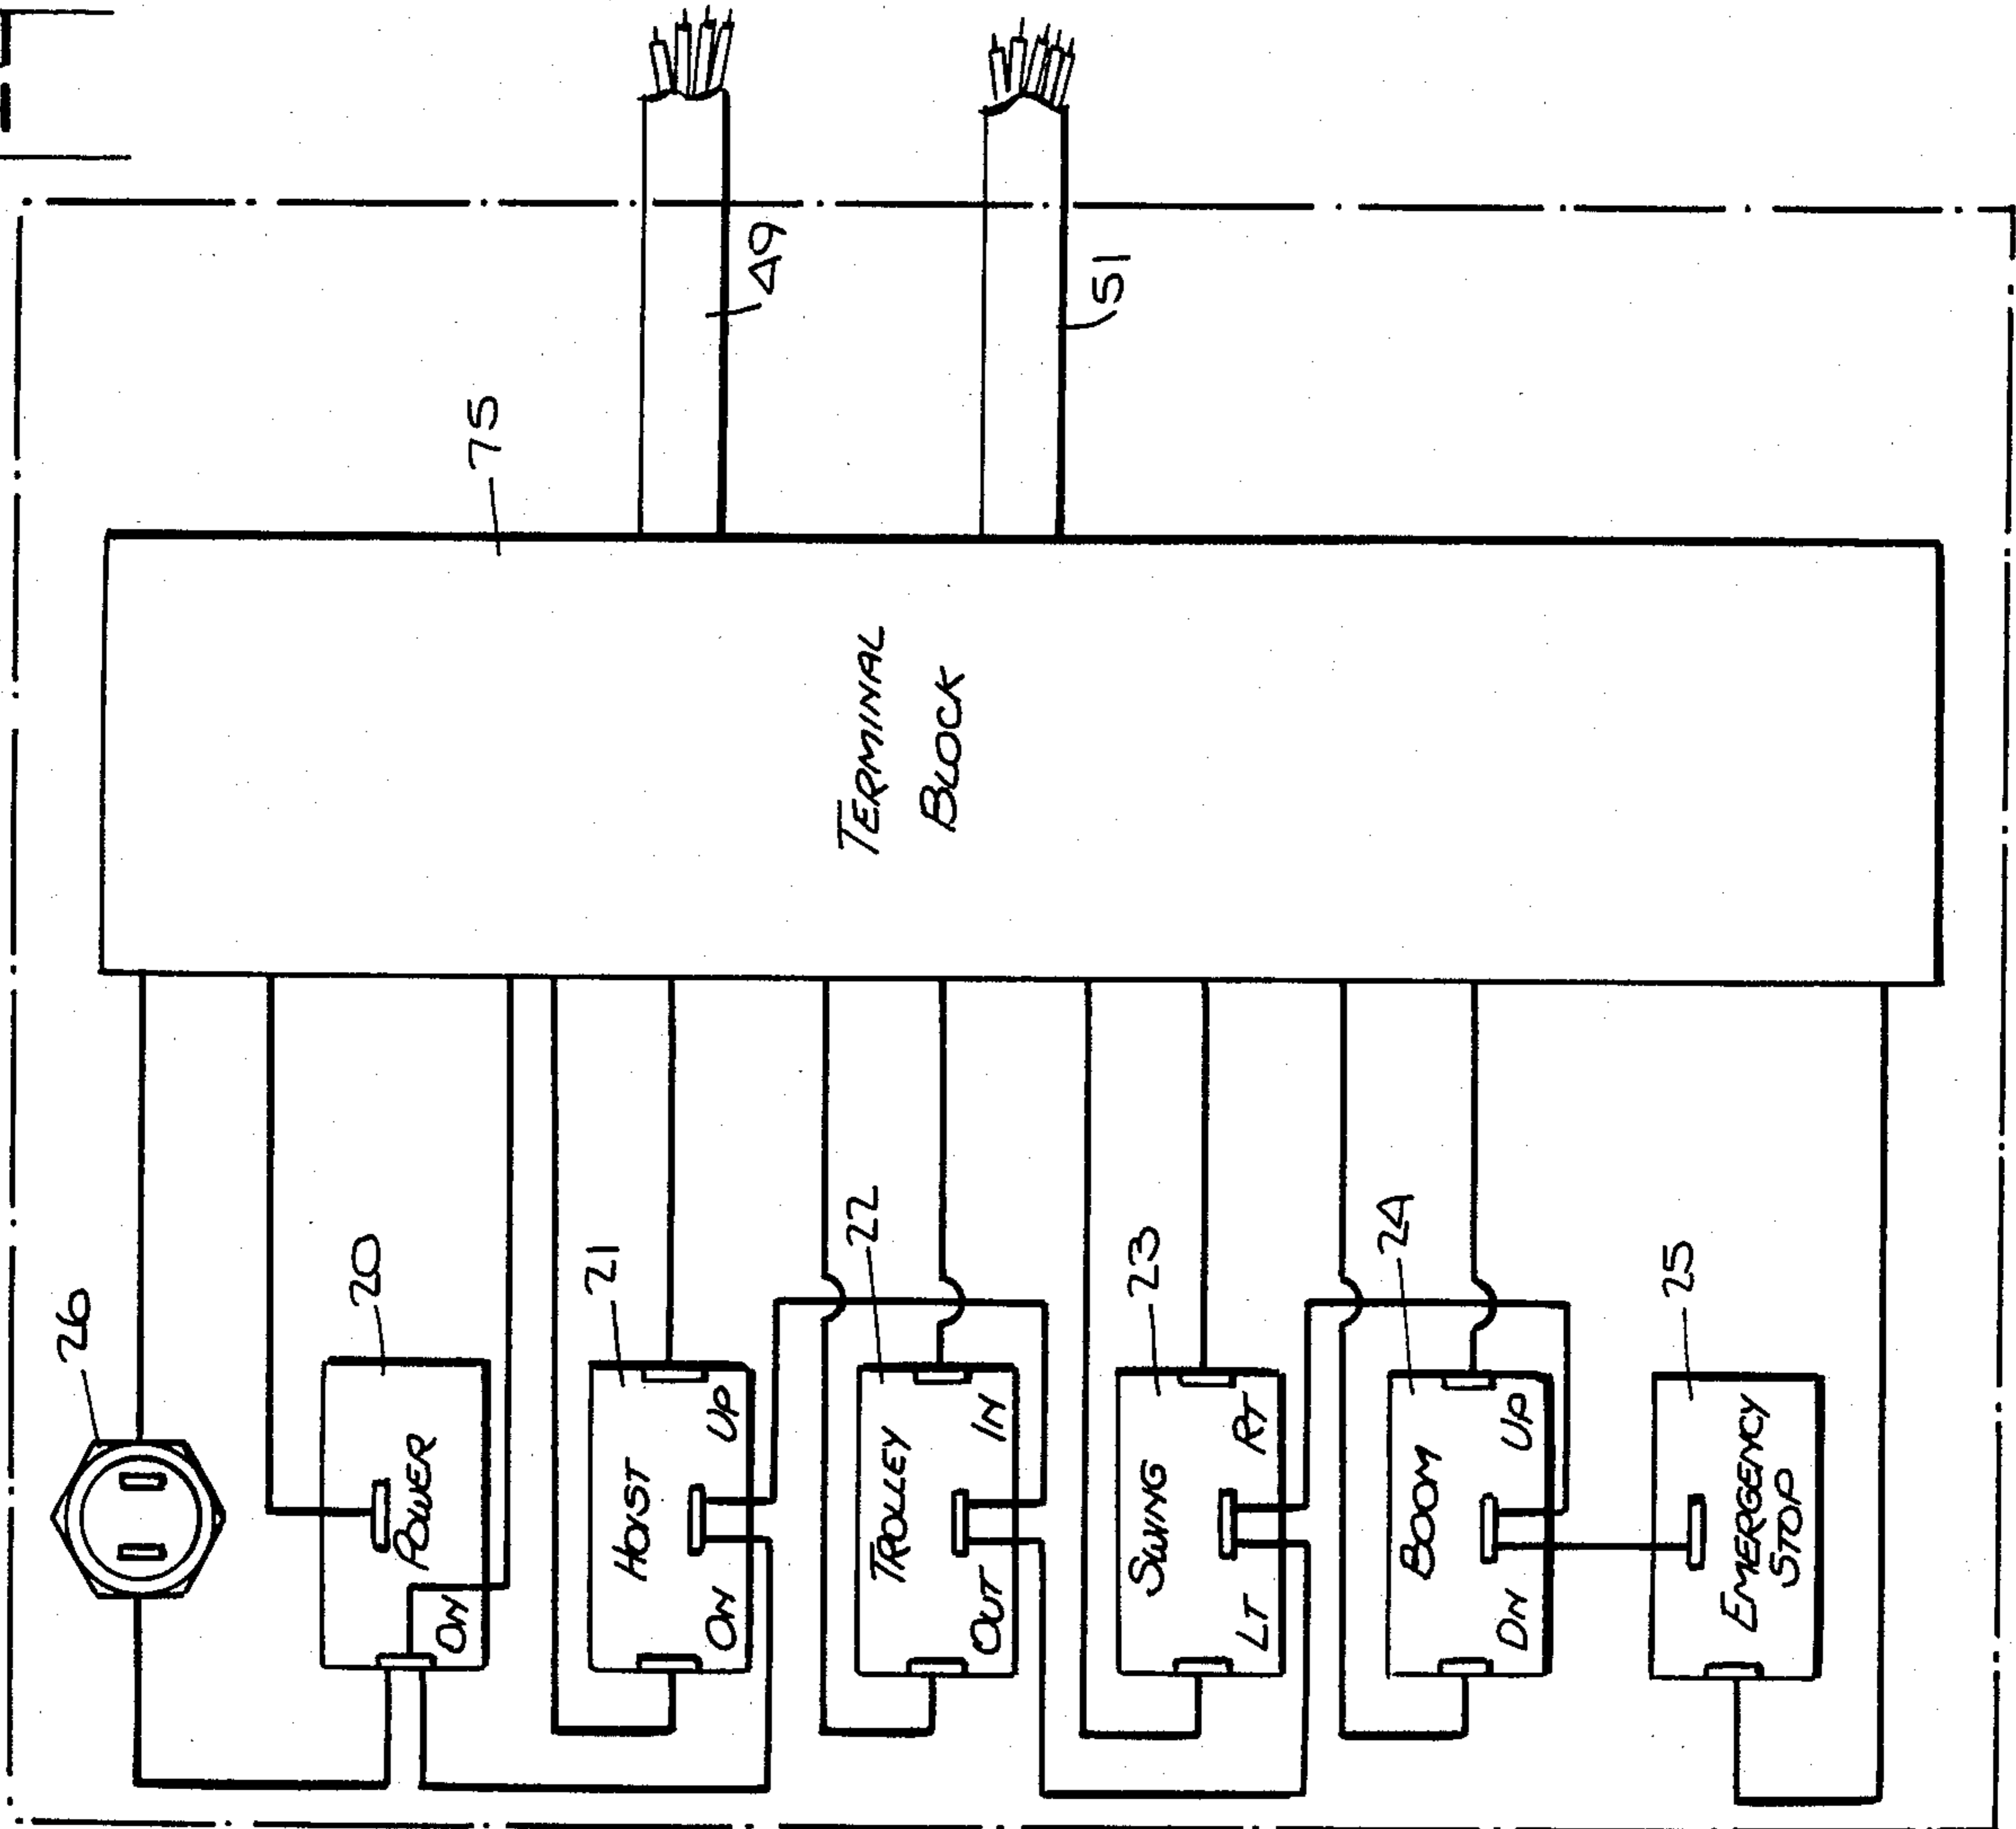 26
20
POWER
ON
21
HOIST
ON
UP
22
TROLLEY
OUT
IN
23
SWING
LT
RT
24
BOOM
DN
UP
25
EMERGENCY
STOP
75
TERMINAL
BLOCK
49
51